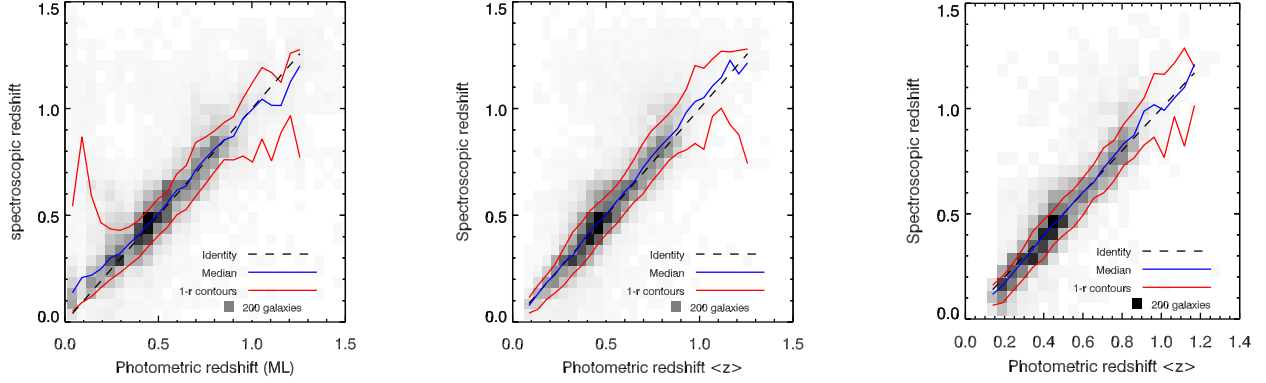 spectroscopic redshift
1.5
1.0
0.5
0.0
Identity
Median
1-r contours
200 galaxies
0.0 0.5 1.0 1.5
Photometric redshift (ML)
Spectroscopic redshift
1.5
1.0
0.5
0.0
Identity
Median
1-r contours
200 galaxies
0.0 0.5 1.0 1.5
Photometric redshift <z>
Spectroscopic redshift
1.5
1.0
0.5
0.0
Identity
Median
1-r contours
200 galaxies
0.0 0.2 0.4 0.6 0.8 1.0 1.2 1.4
Photometric redshift <z>